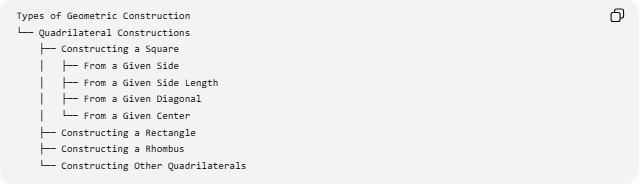 Types of Geometric Construction
└── Quadrilateral Constructions
    ├── Constructing a Square
    │   ├── From a Given Side
    │   ├── From a Given Side Length
    │   ├── From a Given Diagonal
    │   └── From a Given Center
    ├── Constructing a Rectangle
    ├── Constructing a Rhombus
    └── Constructing Other Quadrilaterals